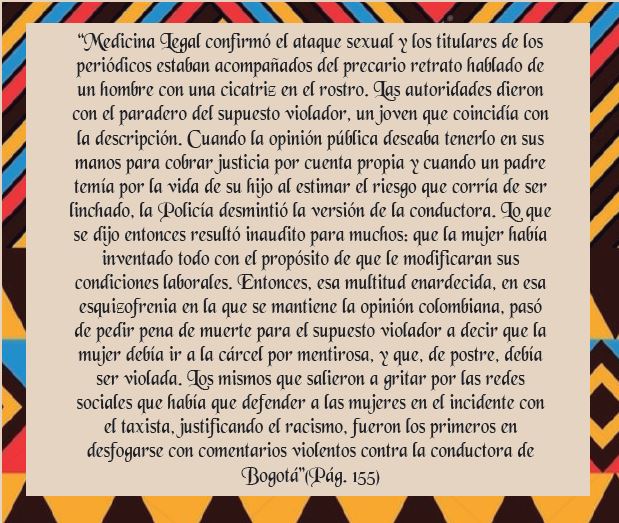 “Medicina Legal confirmó el ataque sexual y los titulares de los
periódicos estaban acompañados del precario retrato hablado de
un hombre con una cicatriz en el rostro. Las autoridades dieron
con el paradero del supuesto violador, un joven que coincidía con
la descripción. Cuando la opinión pública deseaba tenerlo en sus
manos para cobrar justicia por cuenta propia y cuando un padre
temía por la vida de su hijo al estimar el riesgo que corría de ser
linchado, la Policía desmintió la versión de la conductora. Lo que
se dijo entonces resultó inaudito para muchos: que la mujer había
inventado todo con el propósito de que le modificaran sus
condiciones laborales. Entonces, esa multitud enardecida, en esa
esquizofrenia en la que se mantiene la opinión colombiana, pasó
de pedir pena de muerte para el supuesto violador a decir que la
mujer debía ir a la cárcel por mentirosa, y que, de postre, debía
ser violada. Los mismos que salieron a gritar por las redes
sociales que había que defender a las mujeres en el incidente con
el taxista, justificando el racismo, fueron los primeros en
desfogarse con comentarios violentos contra la conductora de
Bogotá”(Pág. 155)